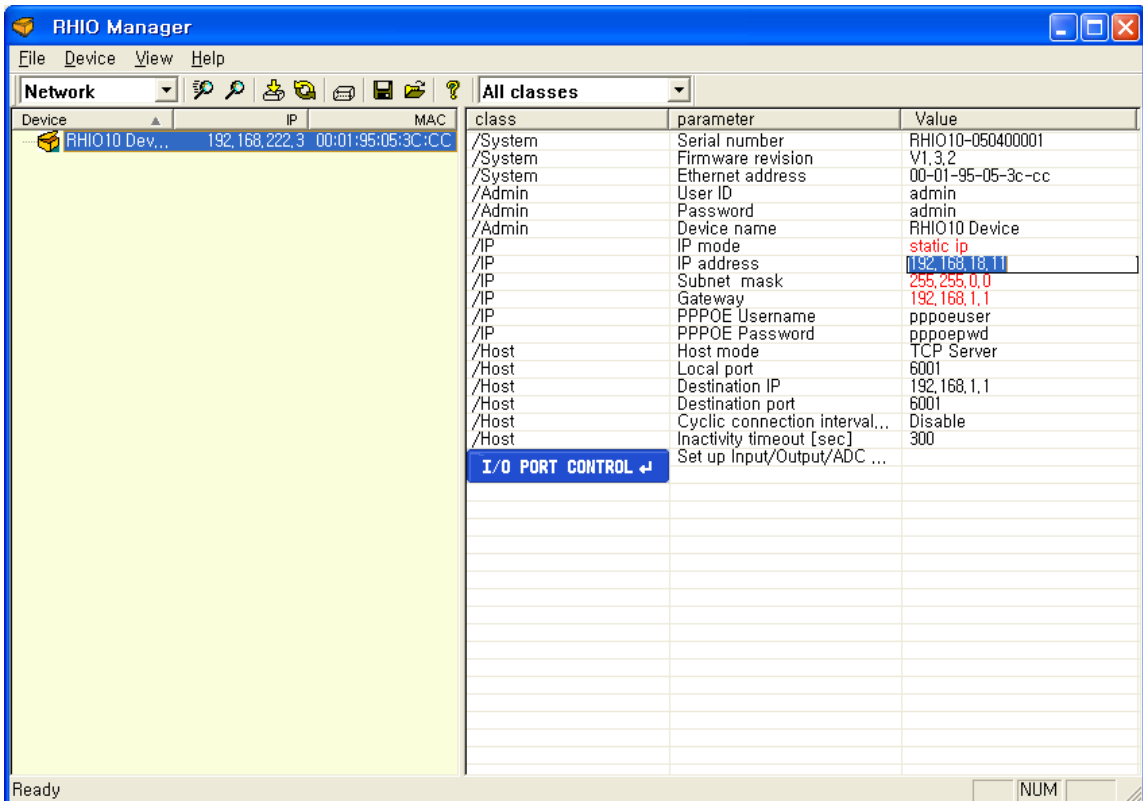 RHIO Manager
File Device View Help
Network All classes
Device IP MAC
RHIO10 Dev... 192,168,222,3 00:01:95:05:3C:CC
class parameter Value
/System Serial number RHIO10-050400001
/System Firmware revision V1,3,2
/System Ethernet address 00-01-95-05-3c-cc
/Admin User ID admin
/Admin Password admin
/Admin Device name RHIO10 Device
/IP IP mode static ip
/IP IP address 192,168,18,11
/IP Subnet mask 255,255,0,0
/IP Gateway 192,168,1,1
/IP PPPOE Username pppoeuser
/IP PPPOE Password pppoepwd
/Host Host mode TCP Server
/Host Local port 6001
/Host Destination IP 192,168,1,1
/Host Destination port 6001
/Host Cyclic connection interval... Disable
/Host Inactivity timeout [sec] 300
I/O PORT CONTROL ↵ Set up Input/Output/ADC ...
Ready NUM